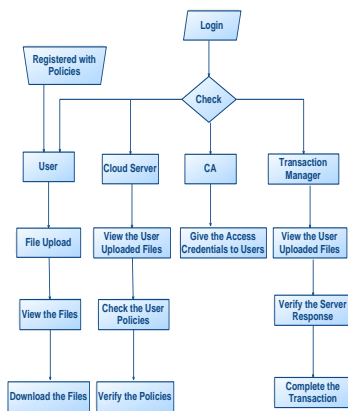 Login
Registered with
Policies
Check
User
Cloud Server
CA
Transaction
Manager
File Upload
View the User
Uploaded Files
Give the Access
Credentials to Users
View the User
Uploaded Files
View the Files
Check the User
Policies
Verify the Server
Response
Download the Files
Verify the Policies
Complete the
Transaction